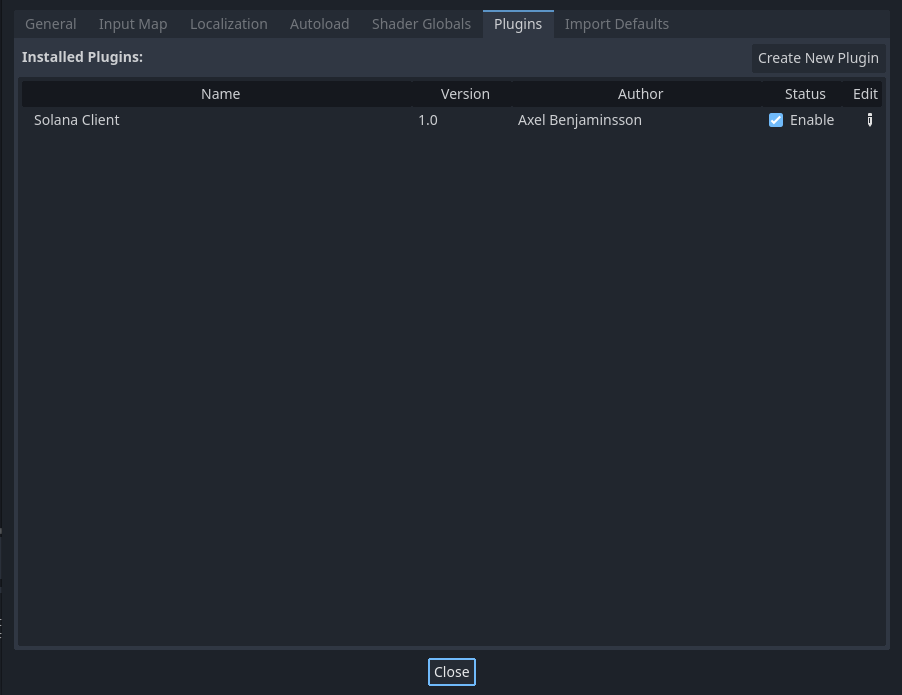 General Input Map Localization Autoload Shader Globals Plugins Import Defaults
Installed Plugins: Create New Plugin
Name Version Author Status Edit
Solana Client 1.0 Axel Benjaminsson Enable
Close